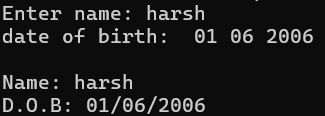 Enter name: harsh
date of birth:  01 06 2006
Name: harsh
D.O.B: 01/06/2006